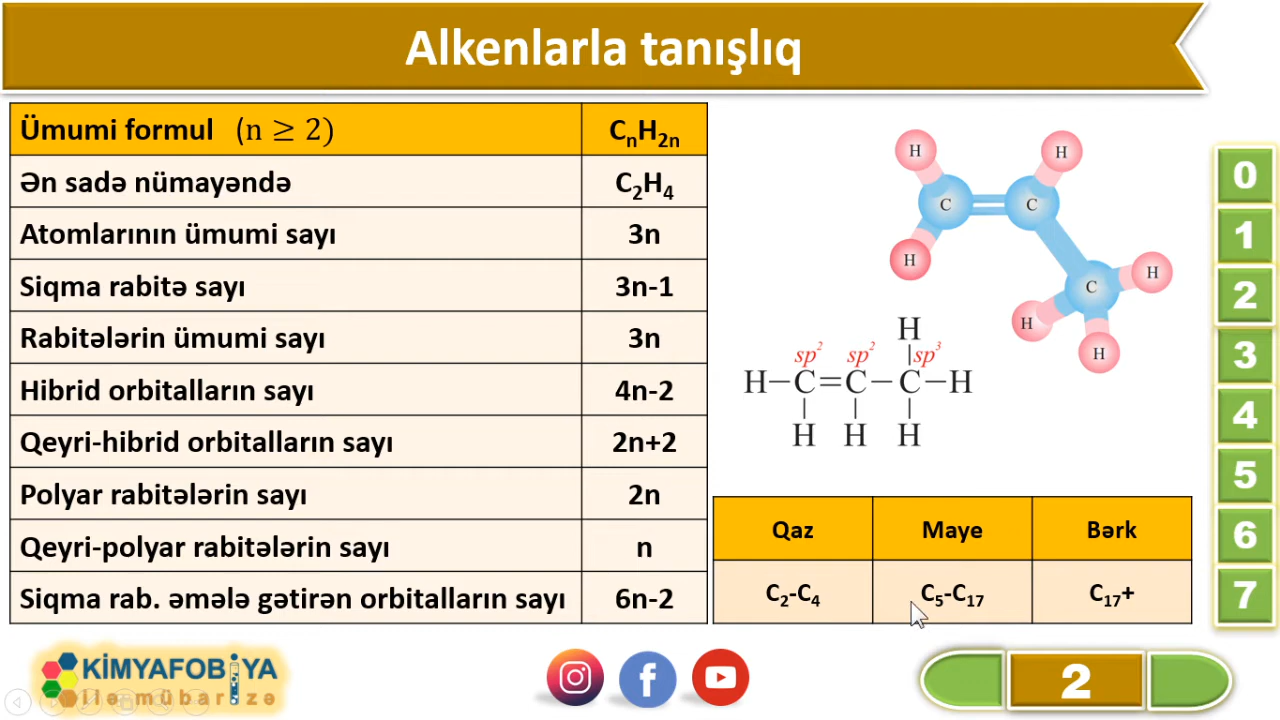 Alkenlarla tanışlıq
Ümumi formul (n ≥ 2) CₙH₂ₙ
Ən sadə nümayəndə C₂H₄
Atomlarının ümumi sayı 3n
Siqma rabitə sayı 3n-1
Rabitələrin ümumi sayı 3n
Hibrid orbitalların sayı 4n-2
Qeyri-hibrid orbitalların sayı 2n+2
Polyar rabitələrin sayı 2n
Qeyri-polyar rabitələrin sayı n
Siqma rab. əmələ gətirən orbitalların sayı 6n-2
H H
C C
H
C H
H
H
H
sp² sp² sp³
H–C=C–C–H
H H H
Qaz Maye Bərk
C₂-C₄ C₅-C₁₇ C₁₇+
0
1
2
3
4
5
6
7
KİMYAFOBİYA
ilə mübarizə
2